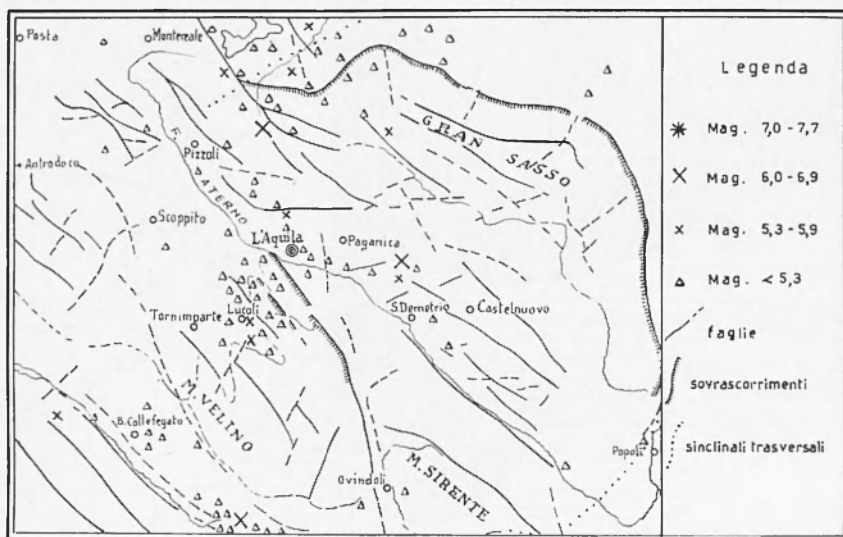 Posta
Montereale
Legenda
Mag. 7,0 - 7,7
GRAN SASSO
Pizzoli
F. ATERNO
Antrodoco
Mag. 6,0 - 6,9
Scoppito
Mag. 5,3 - 5,9
L'Aquila
Paganica
Mag. < 5,3
S. Demetrio
Castelnuovo
Lucoli
Tornimparte
faglie
M. VELINO
sovrascorrimenti
B. Collefegato
sinclinali trasversali
Popoli
M. SIRENTE
Ovindoli